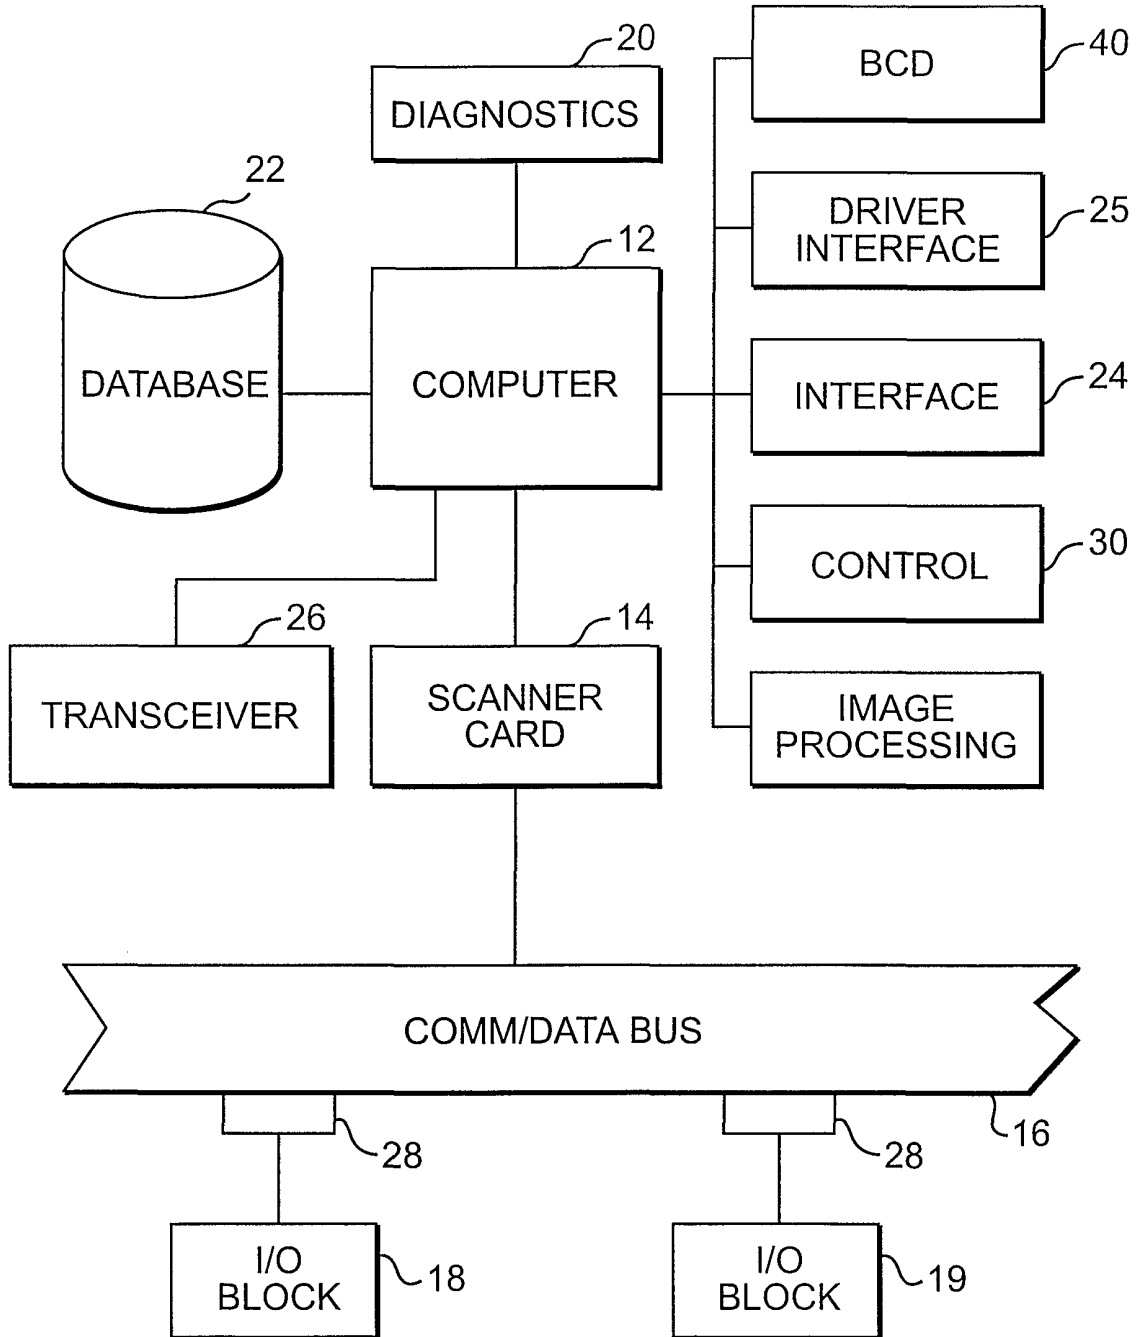 20
DIAGNOSTICS
BCD
40
22
DATABASE
12
COMPUTER
DRIVER
INTERFACE
25
INTERFACE
24
CONTROL
30
26
TRANSCEIVER
14
SCANNER
CARD
IMAGE
PROCESSING
COMM/DATA BUS
16
28
28
I/O
BLOCK
18
I/O
BLOCK
19